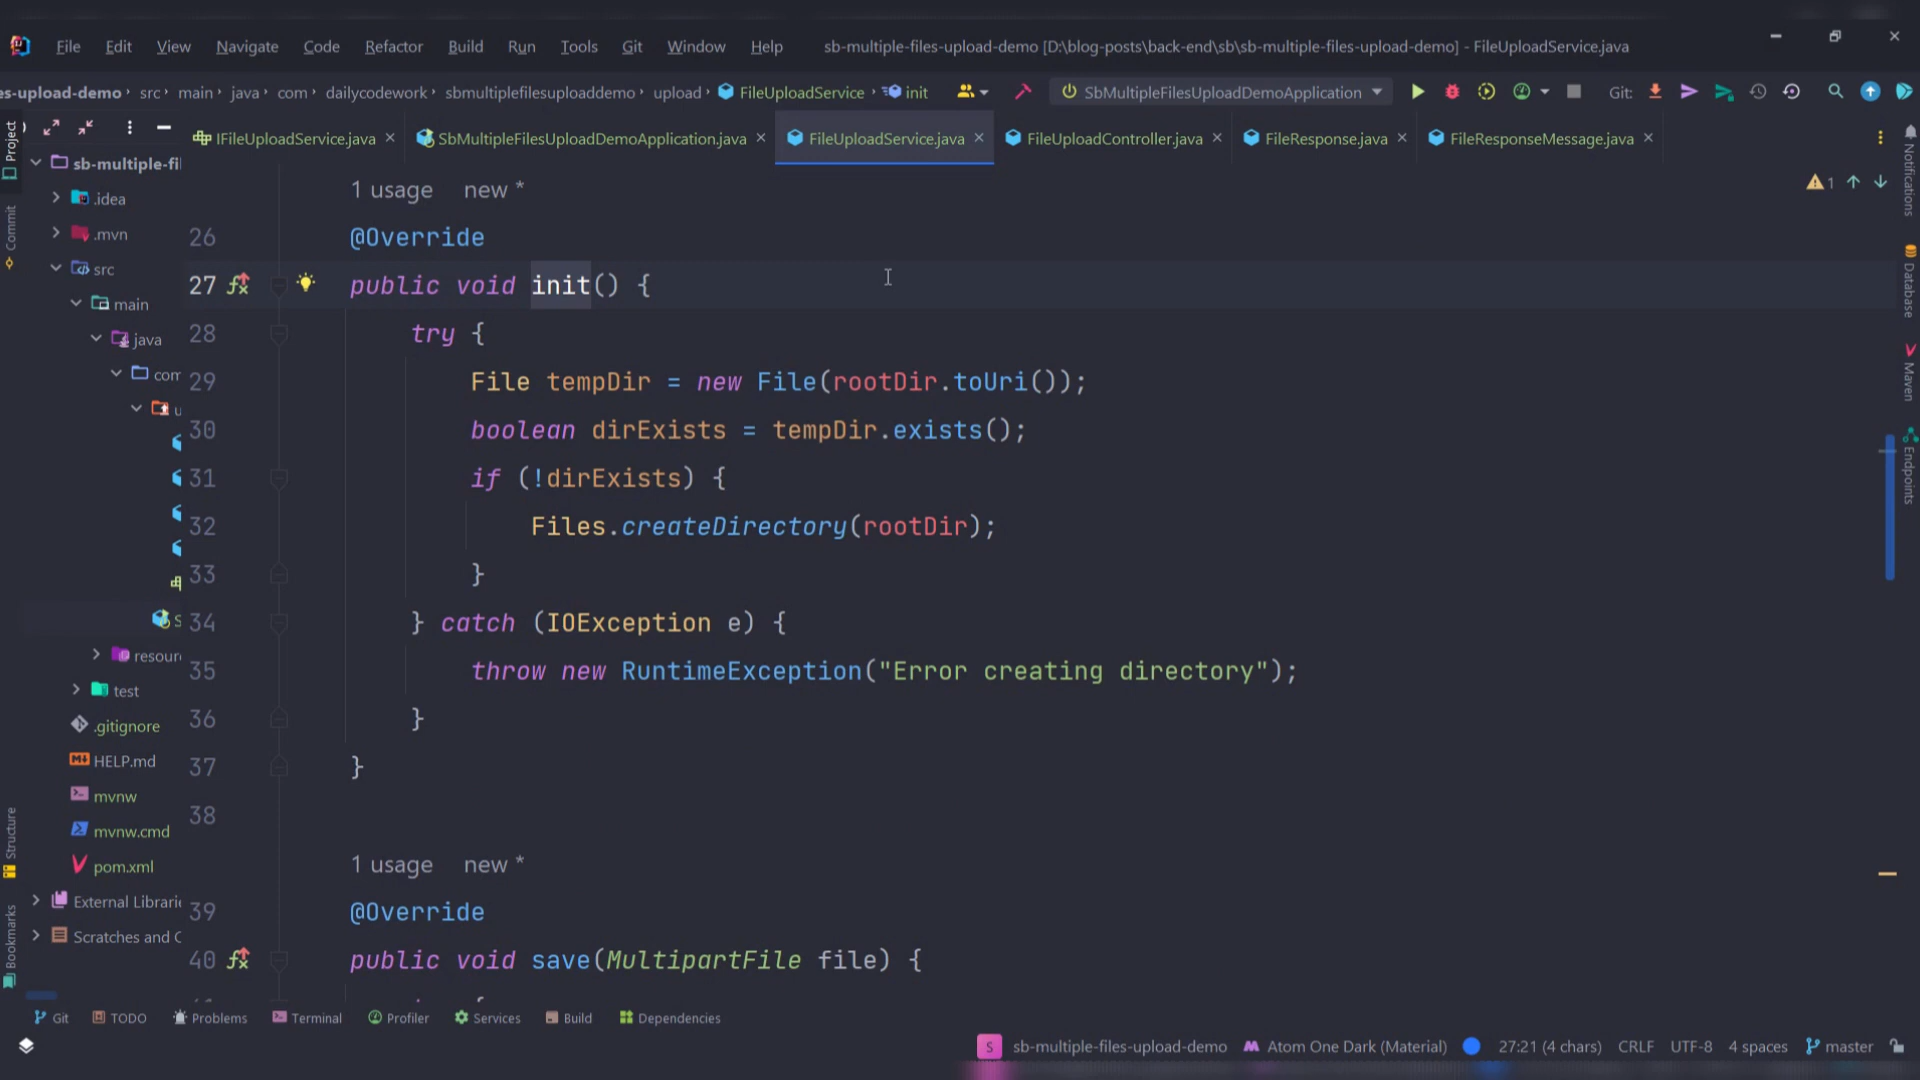 File Edit View Navigate Code Refactor Build Run Tools Git Window Help sb-multiple-files-upload-demo [D:\blog-posts\back-end\sb\sb-multiple-files-upload-demo] - FileUploadService.java
es-upload-demo src main java com dailycodework sbmultiplefilesuploaddemo upload FileUploadService init SbMultipleFilesUploadDemoApplication Git:
IFileUploadService.java SbMultipleFilesUploadDemoApplication.java FileUploadService.java FileUploadController.java FileResponse.java FileResponseMessage.java
Project
Commit
Structure
Bookmarks
sb-multiple-fil
.idea
.mvn
src
main
java
com
u
S
resour
test
.gitignore
HELP.md
mvnw
mvnw.cmd
pom.xml
External Librarie
Scratches and C
1 usage new *
26 @Override
27 public void init() {
28 try {
29 File tempDir = new File(rootDir.toUri());
30 boolean dirExists = tempDir.exists();
31 if (!dirExists) {
32 Files.createDirectory(rootDir);
33 }
34 } catch (IOException e) {
35 throw new RuntimeException("Error creating directory");
36 }
37 }
38
1 usage new *
39 @Override
40 public void save(MultipartFile file) {
1
Notifications
Database
Maven
Endpoints
Git TODO Problems Terminal Profiler Services Build Dependencies
S sb-multiple-files-upload-demo Atom One Dark (Material) 27:21 (4 chars) CRLF UTF-8 4 spaces master